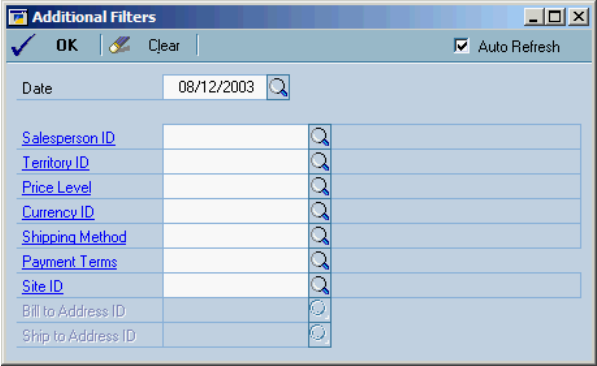 Additional Filters
OK Clear Auto Refresh
Date 08/12/2003
Salesperson ID
Territory ID
Price Level
Currency ID
Shipping Method
Payment Terms
Site ID
Bill to Address ID
Ship to Address ID